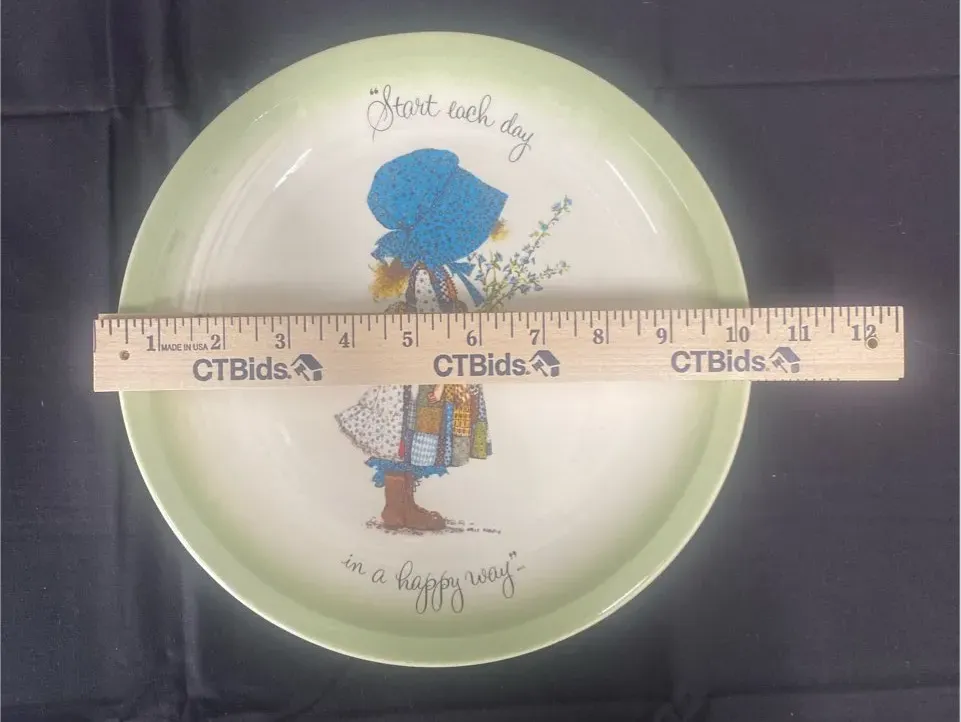 "Start each day
1 2 3 4 5 6 7 8 9 10 11 12
MADE IN USA
CTBids. CTBids. CTBids.
in a happy way"-